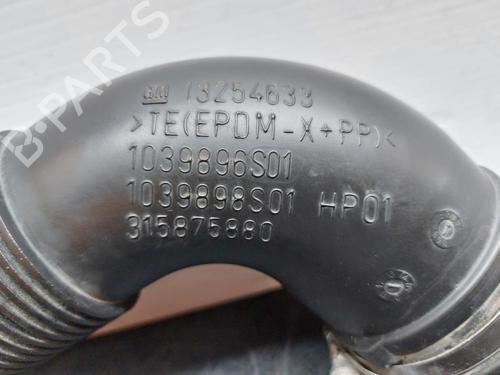 B-PARTS
GM 13254633
>TE(EPDM-X+PP)<
1039896S01
1039898S01 HP01
315875880